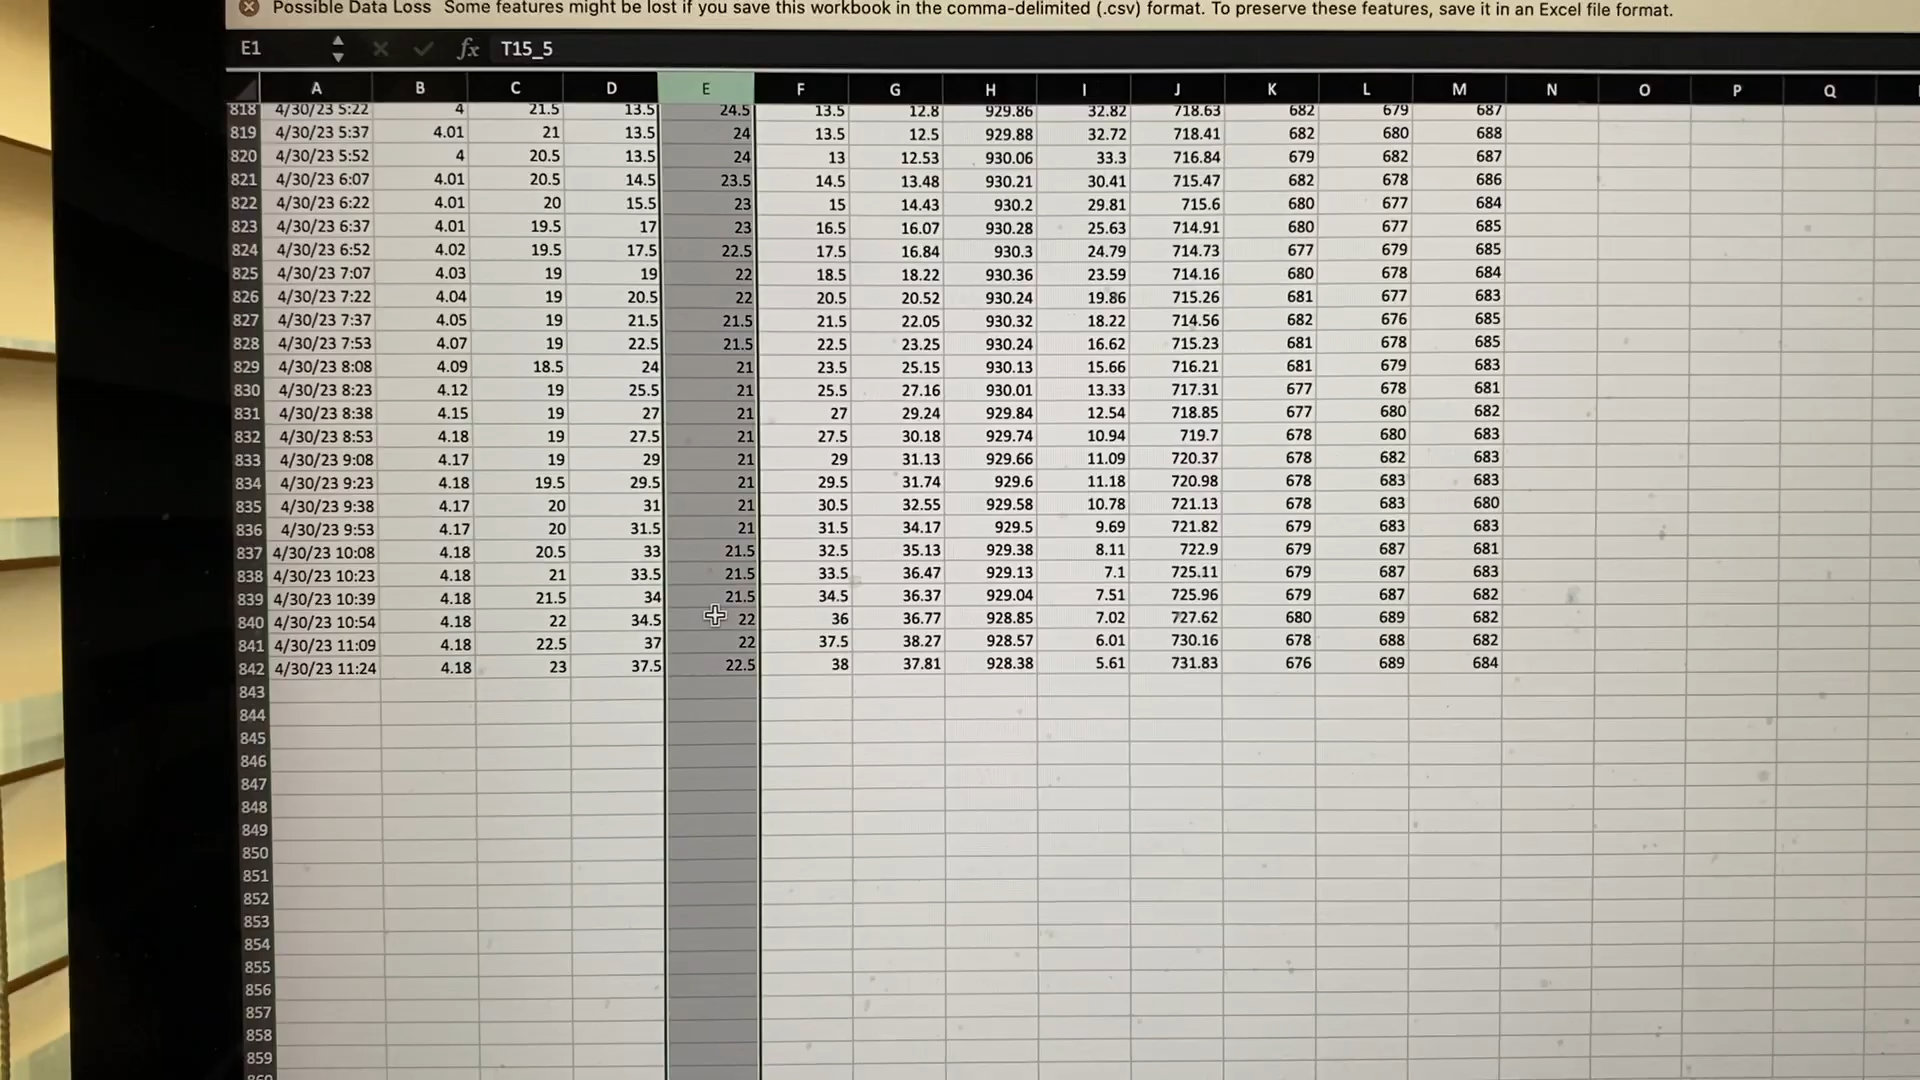 Possible Data Loss Some features might be lost if you save this workbook in the comma-delimited (.csv) format. To preserve these features, save it in an Excel file format.
E1 fx T15_5
A B C D E F G H I J K L M N O P Q
818 4/30/23 5:22 4 21.5 13.5 24.5 13.5 12.8 929.86 32.82 718.63 682 679 687
819 4/30/23 5:37 4.01 21 13.5 24 13.5 12.5 929.88 32.72 718.41 682 680 688
820 4/30/23 5:52 4 20.5 13.5 24 13 12.53 930.06 33.3 716.84 679 682 687
821 4/30/23 6:07 4.01 20.5 14.5 23.5 14.5 13.48 930.21 30.41 715.47 682 678 686
822 4/30/23 6:22 4.01 20 15.5 23 15 14.43 930.2 29.81 715.6 680 677 684
823 4/30/23 6:37 4.01 19.5 17 23 16.5 16.07 930.28 25.63 714.91 680 677 685
824 4/30/23 6:52 4.02 19.5 17.5 22.5 17.5 16.84 930.3 24.79 714.73 677 679 685
825 4/30/23 7:07 4.03 19 19 22 18.5 18.22 930.36 23.59 714.16 680 678 684
826 4/30/23 7:22 4.04 19 20.5 22 20.5 20.52 930.24 19.86 715.26 681 677 683
827 4/30/23 7:37 4.05 19 21.5 21.5 21.5 22.05 930.32 18.22 714.56 682 676 685
828 4/30/23 7:53 4.07 19 22.5 21.5 22.5 23.25 930.24 16.62 715.23 681 678 685
829 4/30/23 8:08 4.09 18.5 24 21 23.5 25.15 930.13 15.66 716.21 681 679 683
830 4/30/23 8:23 4.12 19 25.5 21 25.5 27.16 930.01 13.33 717.31 677 678 681
831 4/30/23 8:38 4.15 19 27 21 27 29.24 929.84 12.54 718.85 677 680 682
832 4/30/23 8:53 4.18 19 27.5 21 27.5 30.18 929.74 10.94 719.7 678 680 683
833 4/30/23 9:08 4.17 19 29 21 29 31.13 929.66 11.09 720.37 678 682 683
834 4/30/23 9:23 4.18 19.5 29.5 21 29.5 31.74 929.6 11.18 720.98 678 683 683
835 4/30/23 9:38 4.17 20 31 21 30.5 32.55 929.58 10.78 721.13 678 683 680
836 4/30/23 9:53 4.17 20 31.5 21 31.5 34.17 929.5 9.69 721.82 679 683 683
837 4/30/23 10:08 4.18 20.5 33 21.5 32.5 35.13 929.38 8.11 722.9 679 687 681
838 4/30/23 10:23 4.18 21 33.5 21.5 33.5 36.47 929.13 7.1 725.11 679 687 683
839 4/30/23 10:39 4.18 21.5 34 21.5 34.5 36.37 929.04 7.51 725.96 679 687 682
840 4/30/23 10:54 4.18 22 34.5 22 36 36.77 928.85 7.02 727.62 680 689 682
841 4/30/23 11:09 4.18 22.5 37 22 37.5 38.27 928.57 6.01 730.16 678 688 682
842 4/30/23 11:24 4.18 23 37.5 22.5 38 37.81 928.38 5.61 731.83 676 689 684
843
844
845
846
847
848
849
850
851
852
853
854
855
856
857
858
859